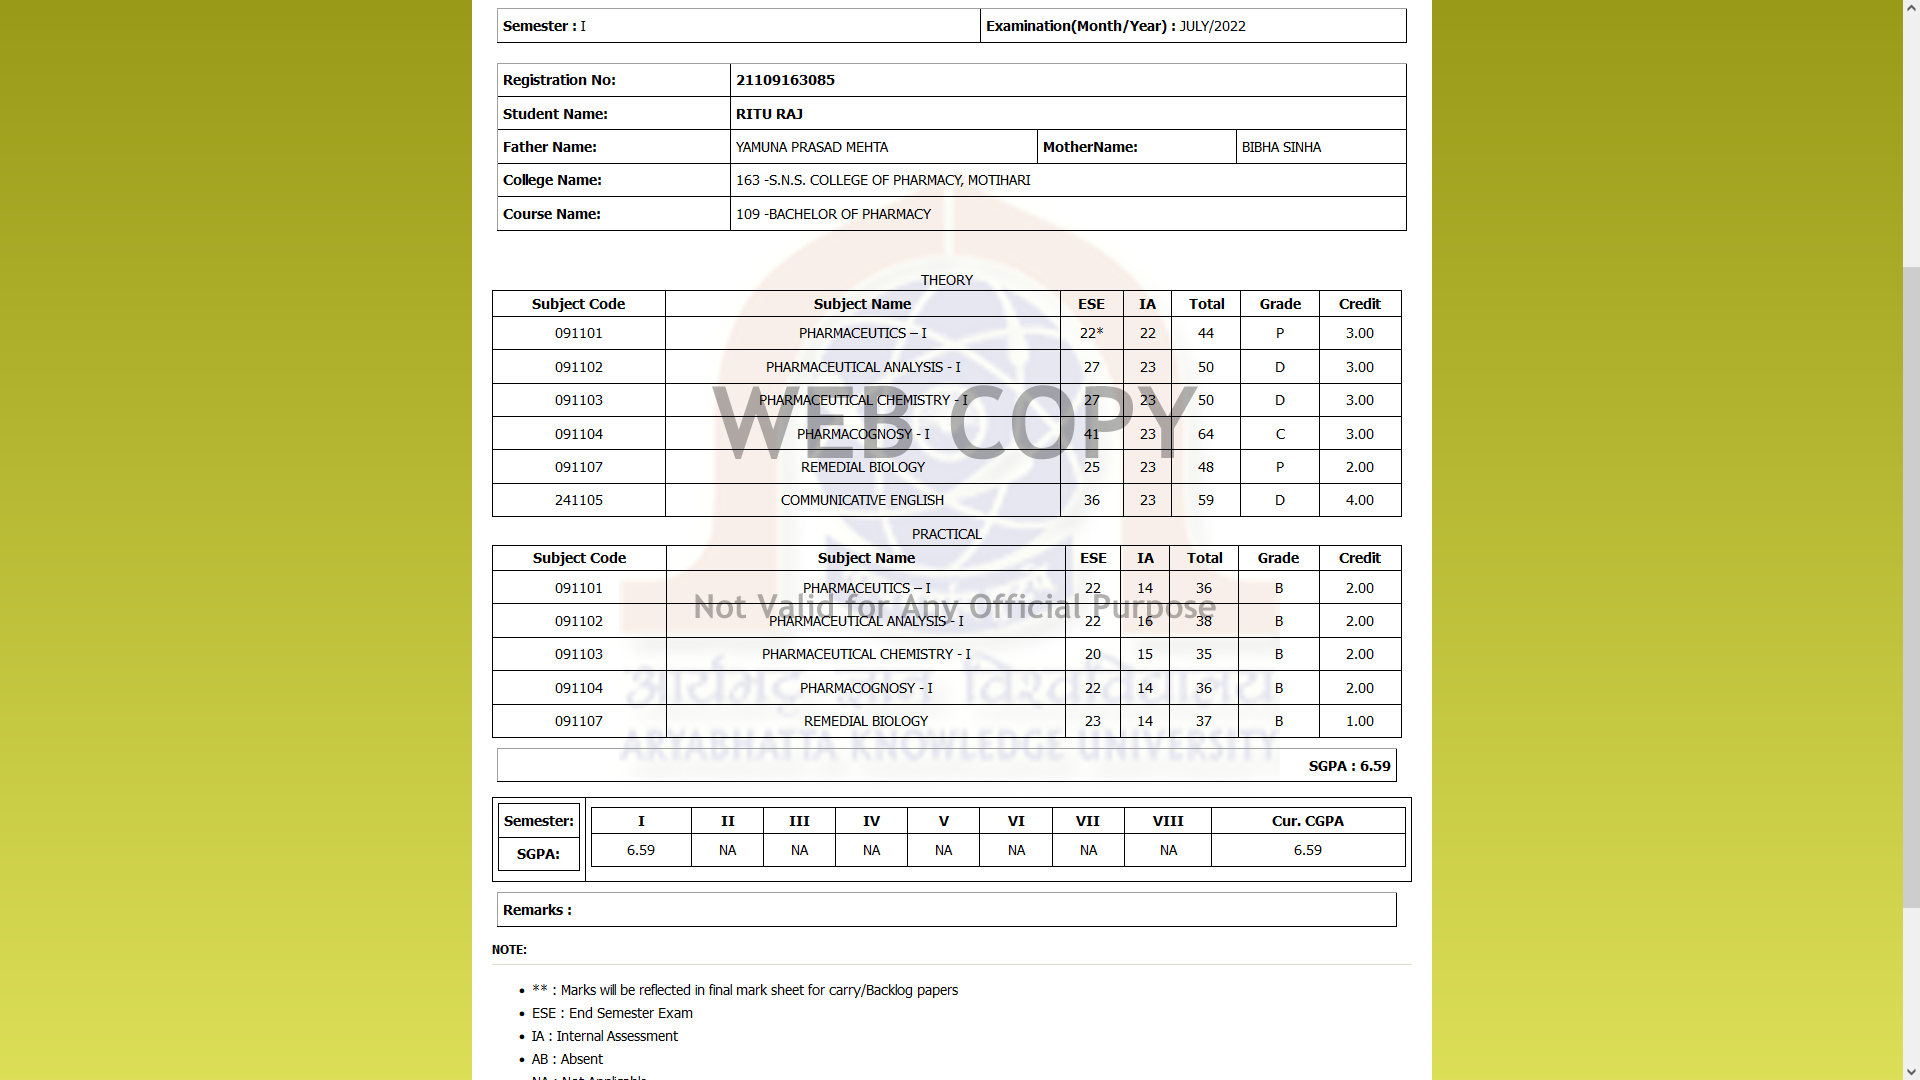 Semester : I Examination(Month/Year) : JULY/2022
Registration No: 21109163085
Student Name: RITU RAJ
Father Name: YAMUNA PRASAD MEHTA MotherName: BIBHA SINHA
College Name: 163 -S.N.S. COLLEGE OF PHARMACY, MOTIHARI
Course Name: 109 -BACHELOR OF PHARMACY
THEORY
Subject Code Subject Name ESE IA Total Grade Credit
091101 PHARMACEUTICS – I 22* 22 44 P 3.00
091102 PHARMACEUTICAL ANALYSIS - I 27 23 50 D 3.00
091103 PHARMACEUTICAL CHEMISTRY - I 27 23 50 D 3.00
WEB COPY
091104 PHARMACOGNOSY - I 41 23 64 C 3.00
091107 REMEDIAL BIOLOGY 25 23 48 P 2.00
241105 COMMUNICATIVE ENGLISH 36 23 59 D 4.00
PRACTICAL
Subject Code Subject Name ESE IA Total Grade Credit
091101 PHARMACEUTICS – I 22 14 36 B 2.00
Not Valid for Any Official Purpose
091102 PHARMACEUTICAL ANALYSIS - I 22 16 38 B 2.00
091103 PHARMACEUTICAL CHEMISTRY - I 20 15 35 B 2.00
आर्यभट्ट ज्ञान विश्वविद्यालय
091104 PHARMACOGNOSY - I 22 14 36 B 2.00
091107 REMEDIAL BIOLOGY 23 14 37 B 1.00
ARYABHATTA KNOWLEDGE UNIVERSITY
SGPA : 6.59
Semester: I II III IV V VI VII VIII Cur. CGPA
SGPA: 6.59 NA NA NA NA NA NA NA 6.59
Remarks :
NOTE:
• ** : Marks will be reflected in final mark sheet for carry/Backlog papers
• ESE : End Semester Exam
• IA : Internal Assessment
• AB : Absent